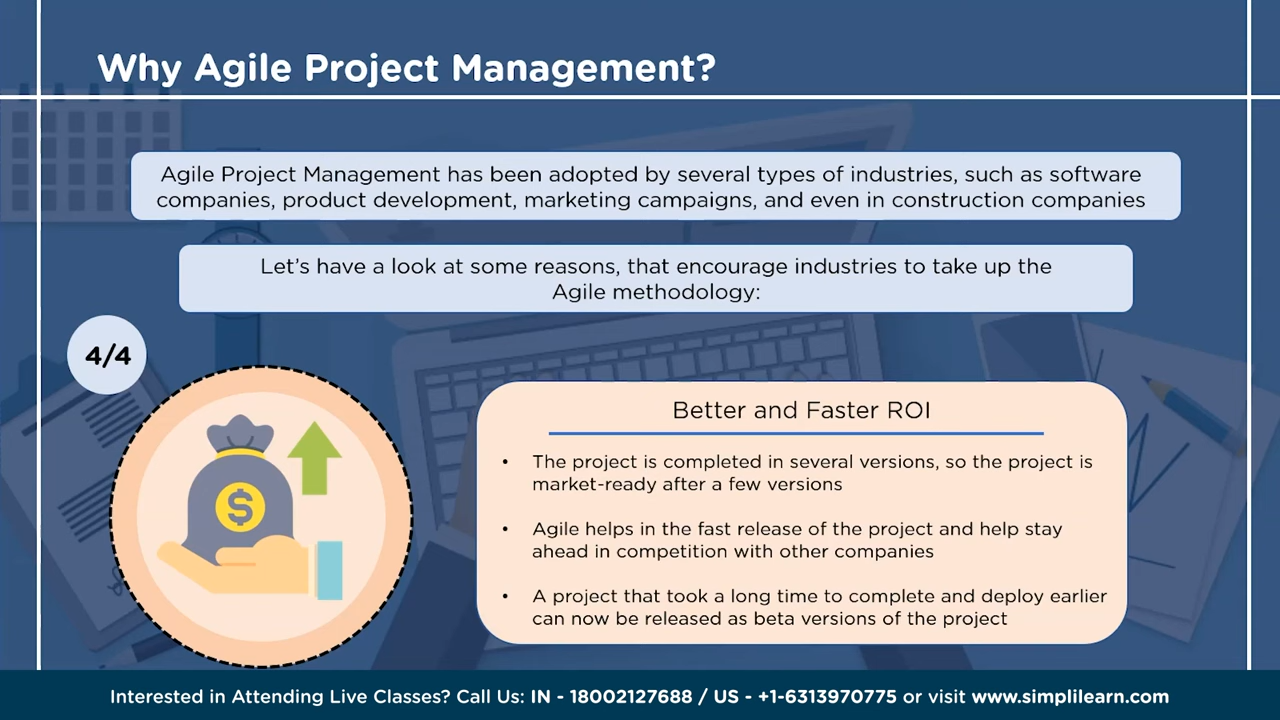 Why Agile Project Management?
Agile Project Management has been adopted by several types of industries, such as software
companies, product development, marketing campaigns, and even in construction companies
Let's have a look at some reasons, that encourage industries to take up the
Agile methodology:
4/4
$
Better and Faster ROI
• The project is completed in several versions, so the project is
market-ready after a few versions
• Agile helps in the fast release of the project and help stay
ahead in competition with other companies
• A project that took a long time to complete and deploy earlier
can now be released as beta versions of the project
Interested in Attending Live Classes? Call Us: IN - 18002127688 / US - +1-6313970775 or visit www.simplilearn.com